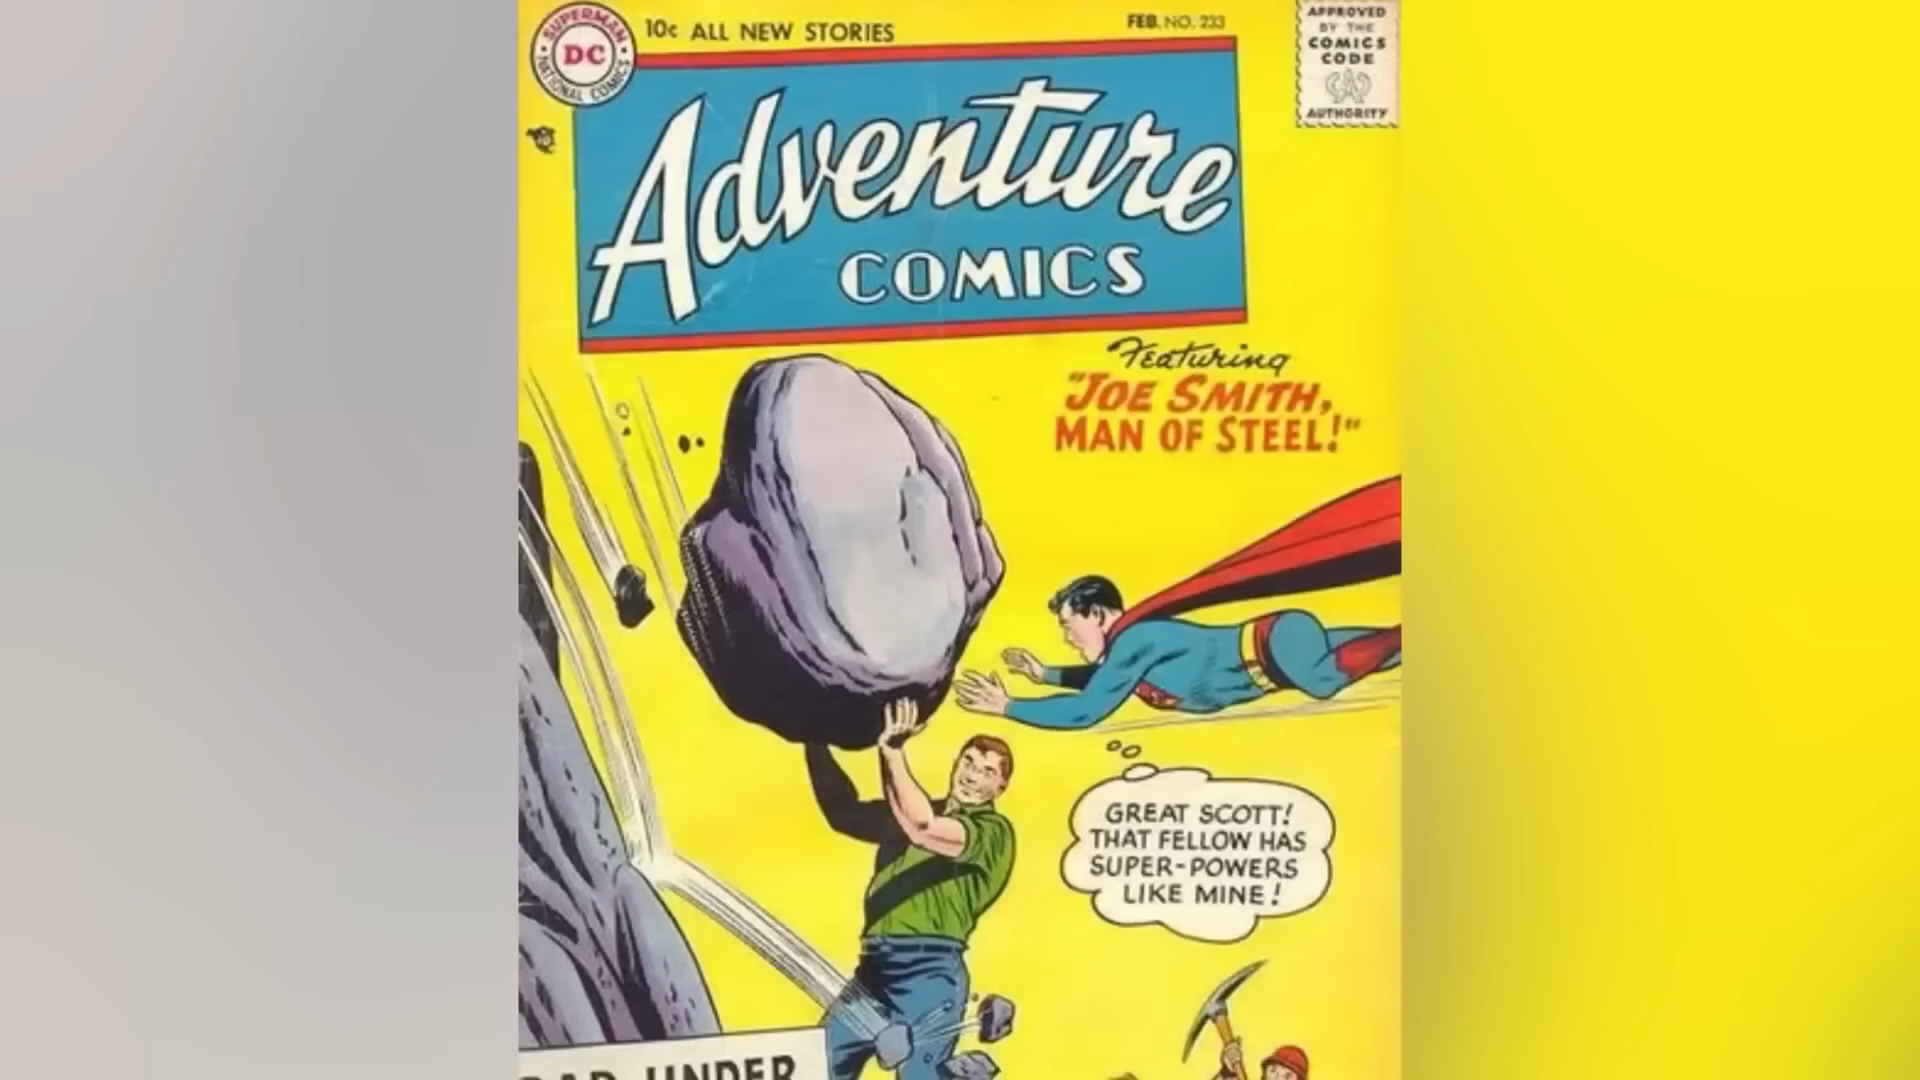 SUPERMAN
DC
NATIONAL COMICS
10¢ ALL NEW STORIES
FEB. NO. 233
APPROVED
BY THE
COMICS
CODE
AUTHORITY
Adventure
COMICS
Featuring
"JOE SMITH,
MAN OF STEEL!"
GREAT SCOTT!
THAT FELLOW HAS
SUPER-POWERS
LIKE MINE!
UNDER